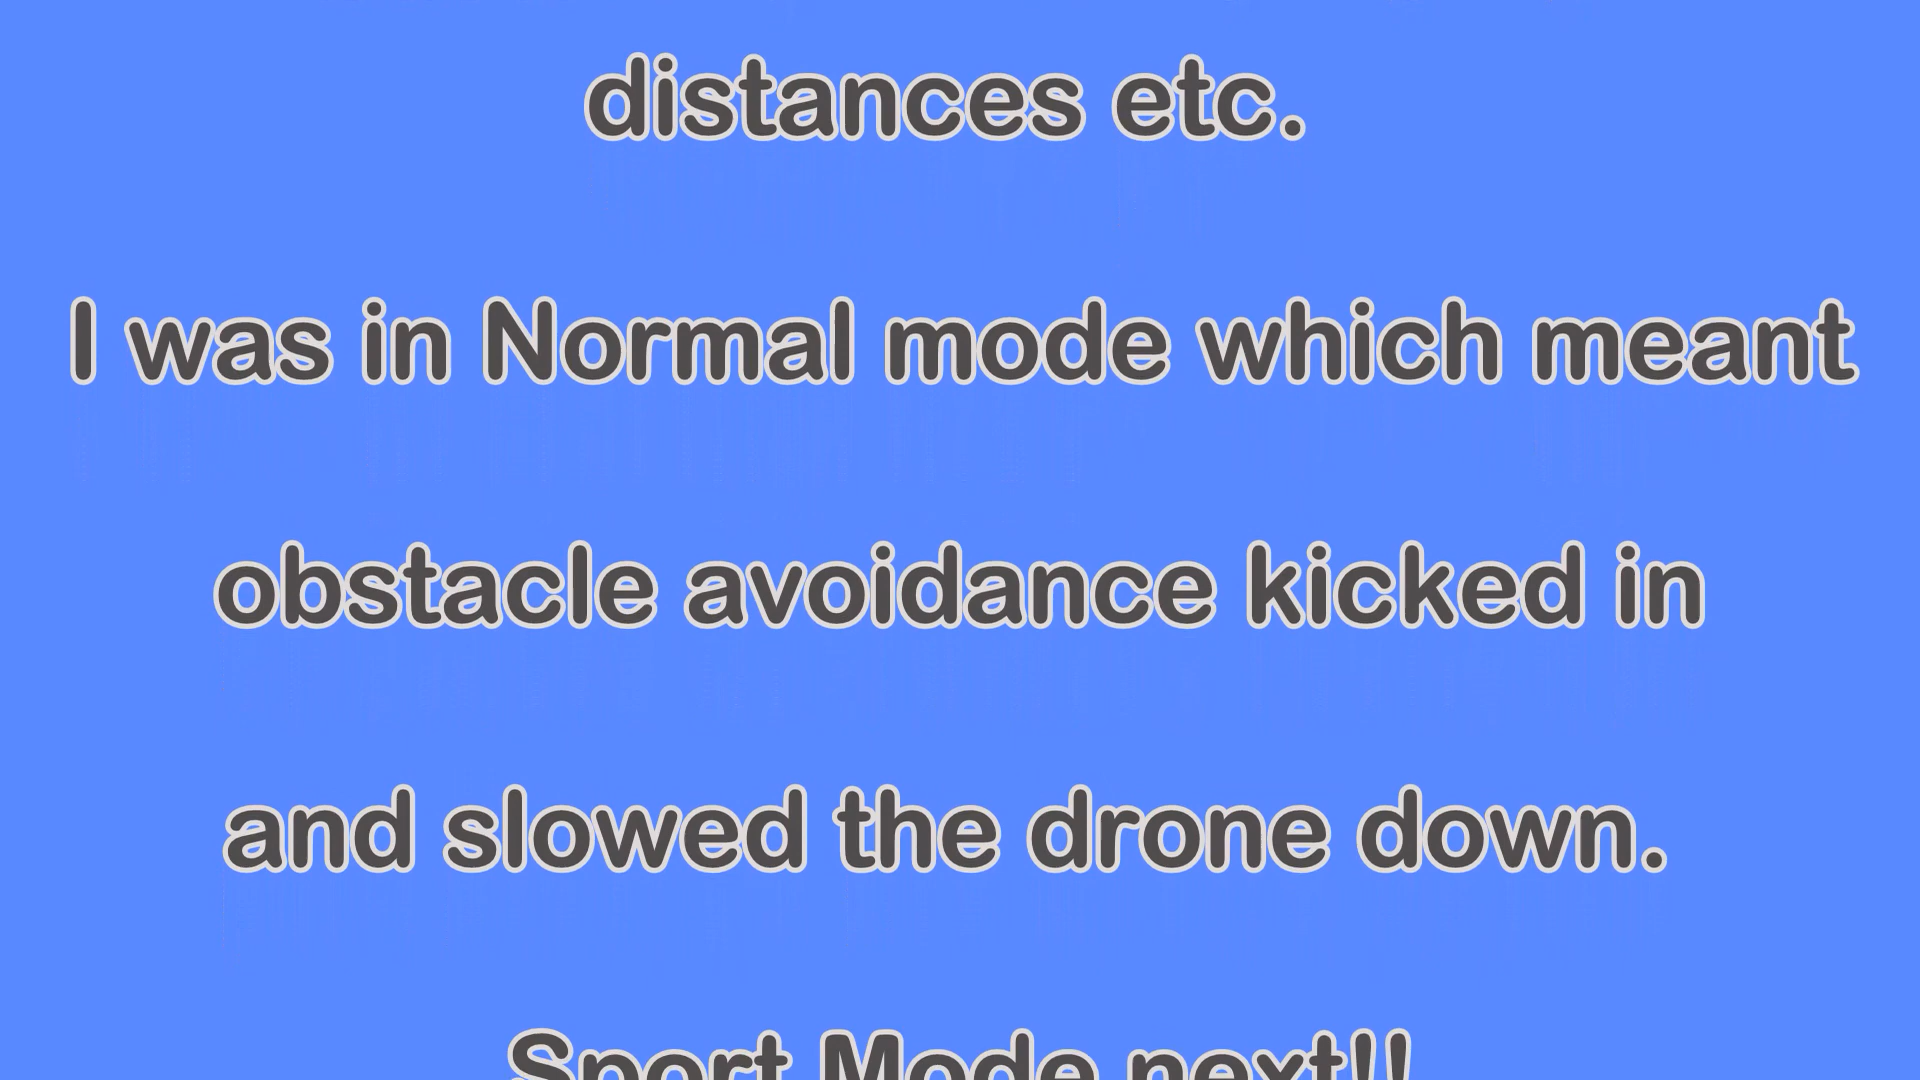 distances etc.
I was in Normal mode which meant
obstacle avoidance kicked in
and slowed the drone down.
Sport Mode next!!